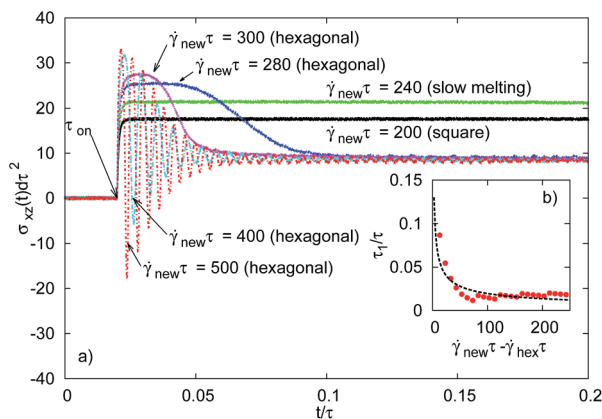 40
30
20
10
0
-10
-20
-30
40
σxz(t)dτ²
γ̇newτ = 300 (hexagonal)
γ̇newτ = 280 (hexagonal)
γ̇newτ = 240 (slow melting)
γ̇newτ = 200 (square)
τon
γ̇newτ = 400 (hexagonal)
γ̇newτ = 500 (hexagonal)
a)
0 0.05 0.1 0.15 0.2
t/τ
0.15
0.1
0.05
0
τ1/τ
b)
0 100 200
γ̇newτ -γ̇hexτ